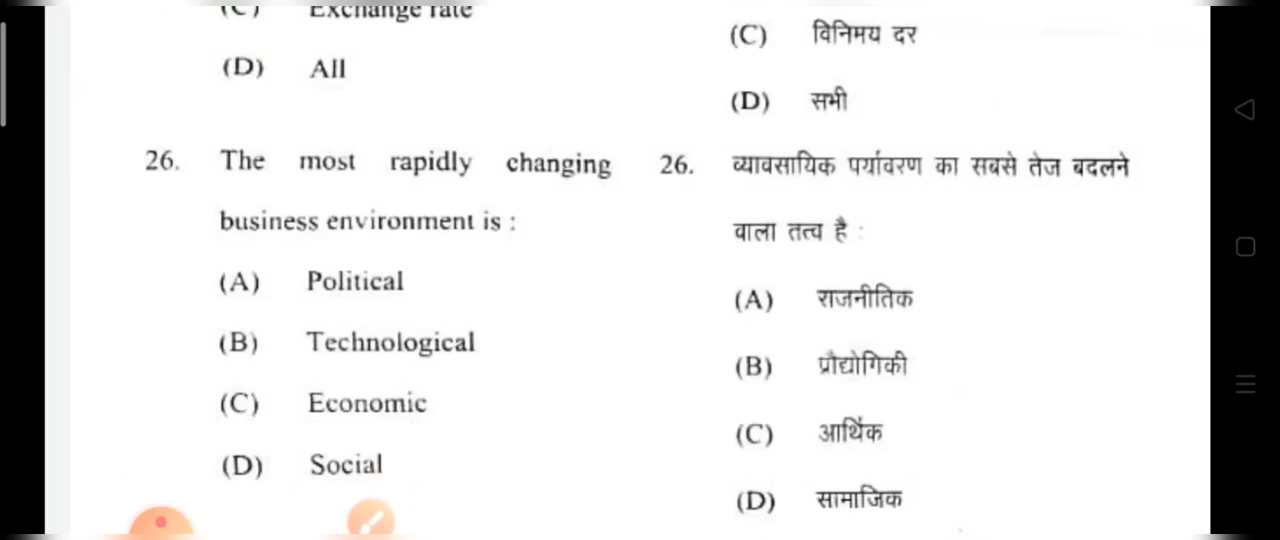 (C) Exchange rate
(D) All
26. The most rapidly changing
business environment is :
(A) Political
(B) Technological
(C) Economic
(D) Social
(C) विनिमय दर
(D) सभी
26. व्यावसायिक पर्यावरण का सबसे तेज बदलने
वाला तत्व है :
(A) राजनीतिक
(B) प्रौद्योगिकी
(C) आर्थिक
(D) सामाजिक